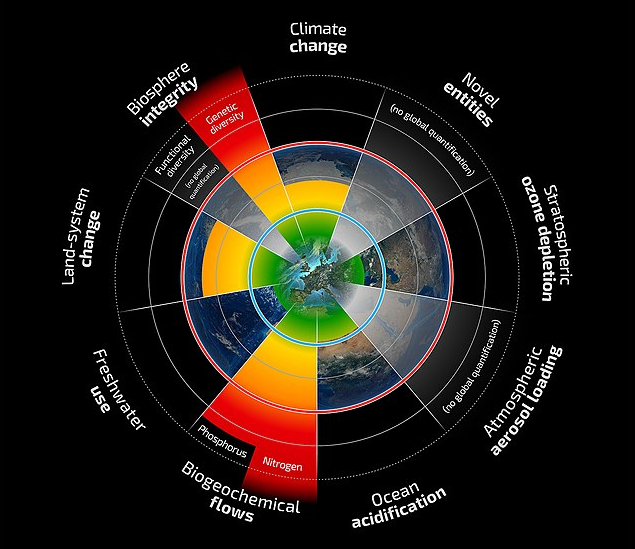 Climate
change
Novel
entities
(no global quantification)
Stratospheric
ozone depletion
Atmospheric
aerosol loading
(no global quantification)
Ocean
acidification
Biogeochemical
flows
Phosphorus
Nitrogen
Freshwater
use
Land-system
change
Biosphere
integrity
Genetic
diversity
Functional
diversity
(no global
quantification)